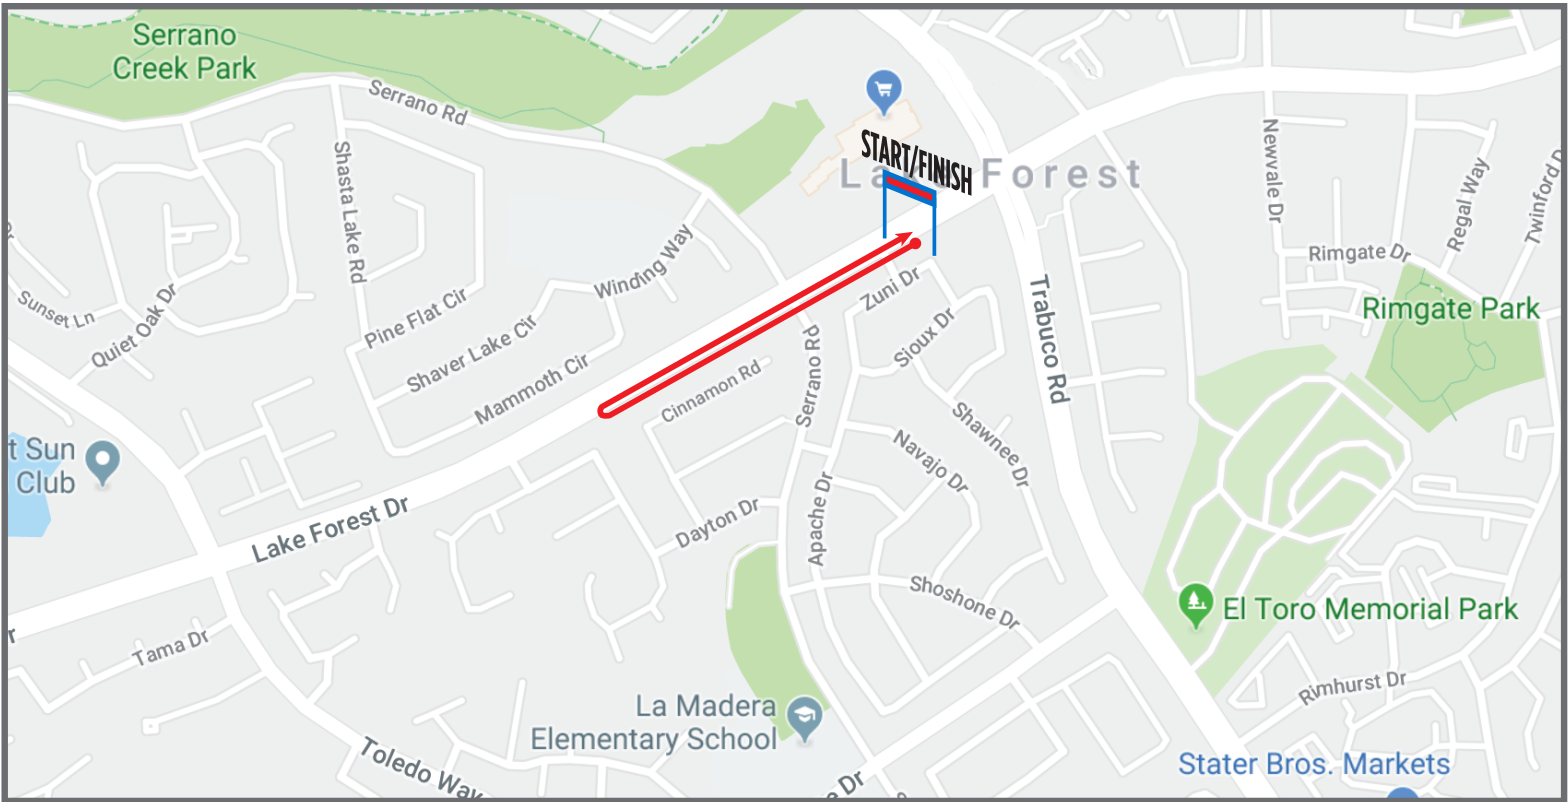 Serrano
Creek Park
Serrano Rd
START/FINISH
Forest
Newvale Dr
Regal Way
Twinford D
Shasta Lake Rd
Winding Way
Rimgate Dr
Rimgate Park
Sunset Ln
Quiet Oak Dr
Pine Flat Cir
Shaver Lake Cir
Mammoth Cir
Zuni Dr
Sioux Dr
Trabuco Rd
Cinnamon Rd
Serrano Rd
Shawnee Dr
Navajo Dr
t Sun
Club
Lake Forest Dr
Dayton Dr
Apache Dr
Shoshone Dr
El Toro Memorial Park
Tama Dr
Rimhurst Dr
La Madera
Elementary School
Toledo Way
Dr
Stater Bros. Markets